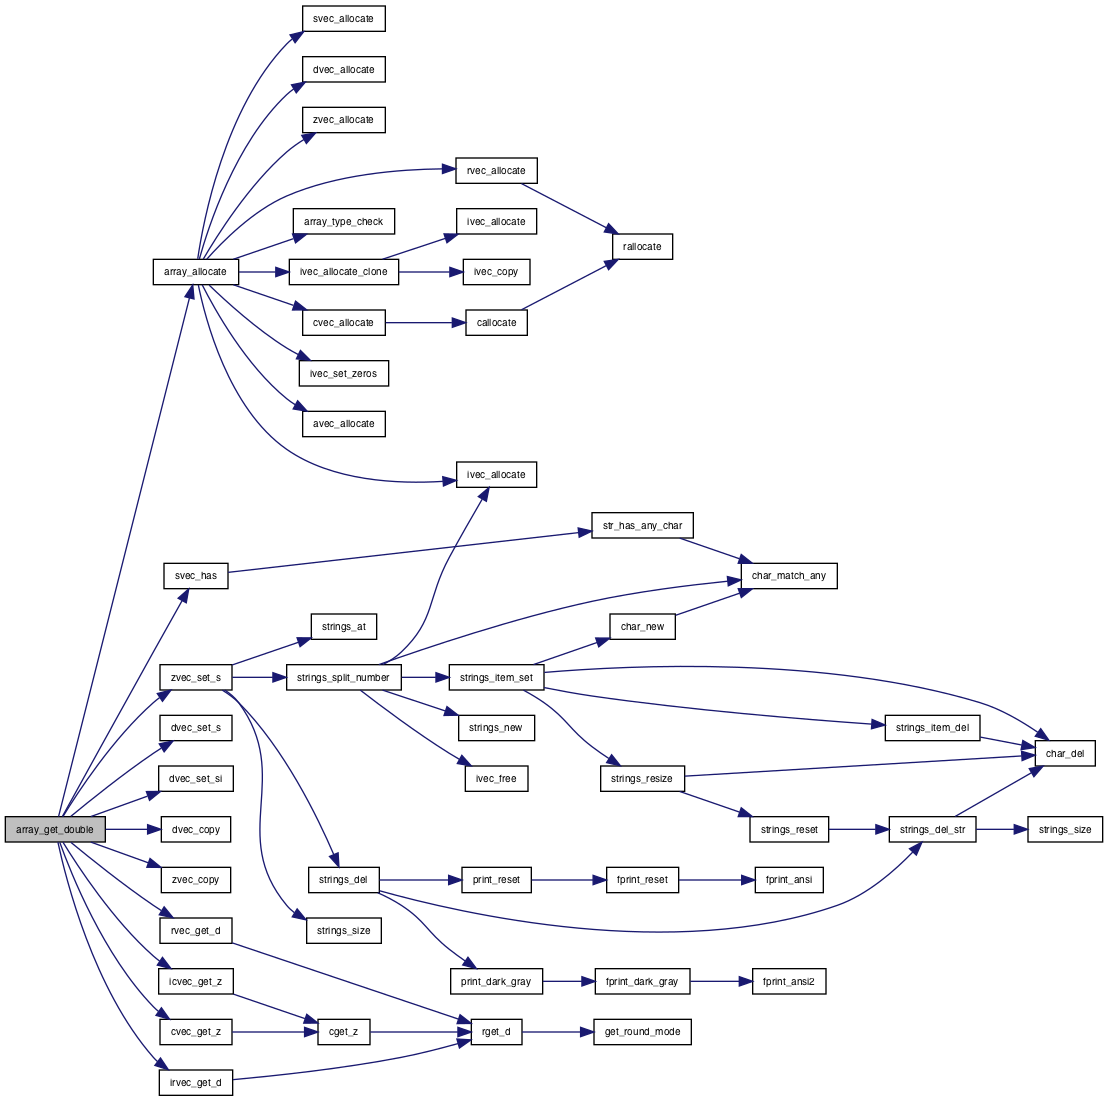 svec_allocate
dvec_allocate
zvec_allocate
rvec_allocate
array_type_check
ivec_allocate
rallocate
array_allocate
ivec_allocate_clone
ivec_copy
cvec_allocate
callocate
ivec_set_zeros
avec_allocate
ivec_allocate
str_has_any_char
svec_has
char_match_any
strings_at
char_new
zvec_set_s
strings_split_number
strings_item_set
dvec_set_s
strings_new
strings_item_del
char_del
dvec_set_si
ivec_free
strings_resize
array_get_double
dvec_copy
strings_reset
strings_del_str
strings_size
zvec_copy
strings_del
print_reset
fprint_reset
fprint_ansi
rvec_get_d
strings_size
icvec_get_z
print_dark_gray
fprint_dark_gray
fprint_ansi2
cvec_get_z
cget_z
rget_d
get_round_mode
irvec_get_d